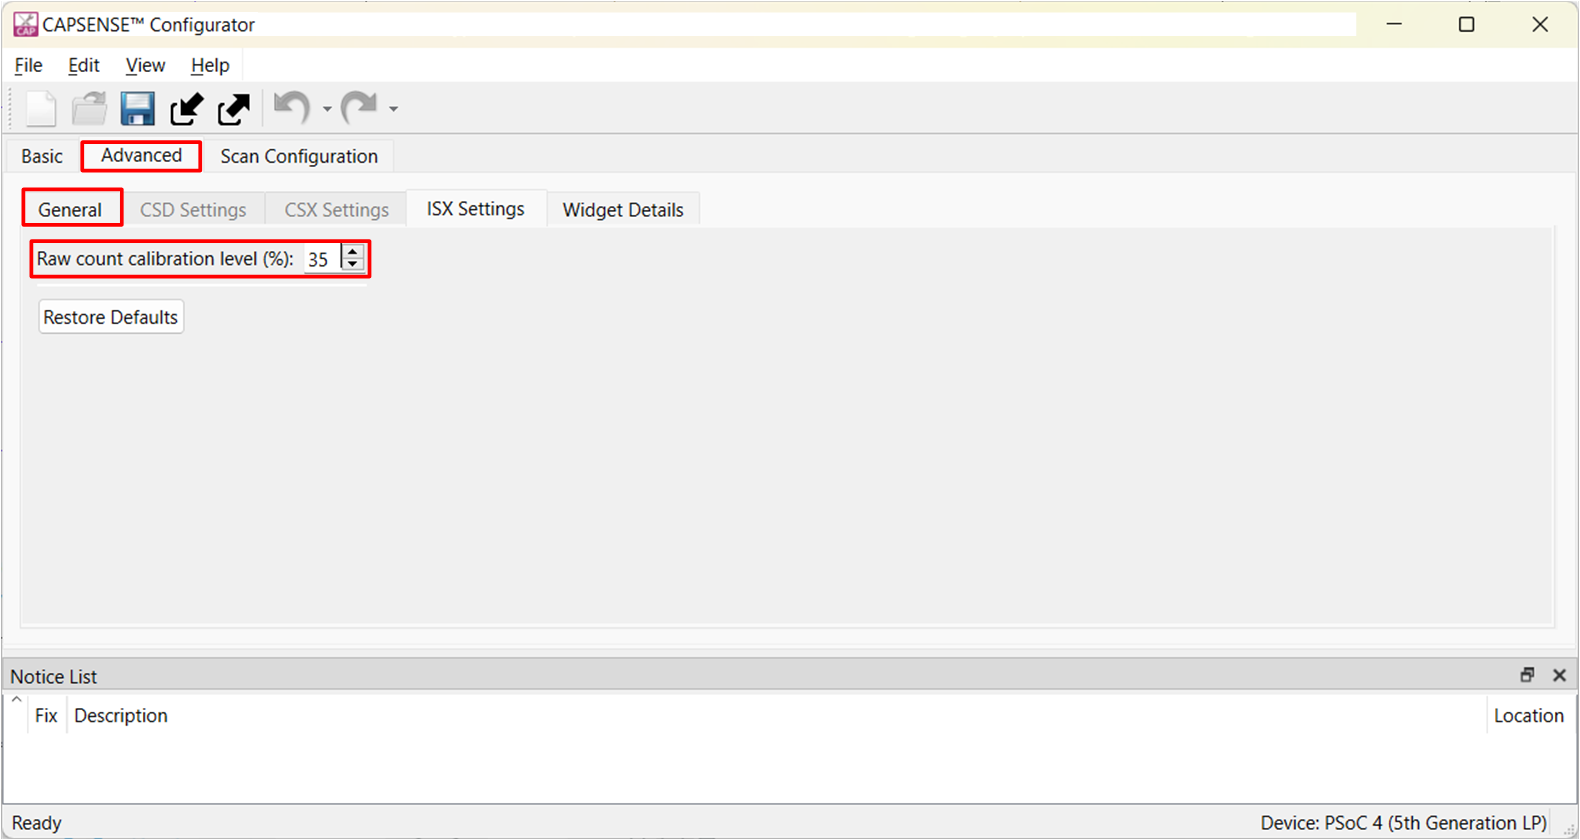 CAP
CAPSENSE™ Configurator
File Edit View Help
Basic Advanced Scan Configuration
General CSD Settings CSX Settings ISX Settings Widget Details
Raw count calibration level (%): 35
Restore Defaults
Notice List
Fix Description Location
Ready Device: PSoC 4 (5th Generation LP)